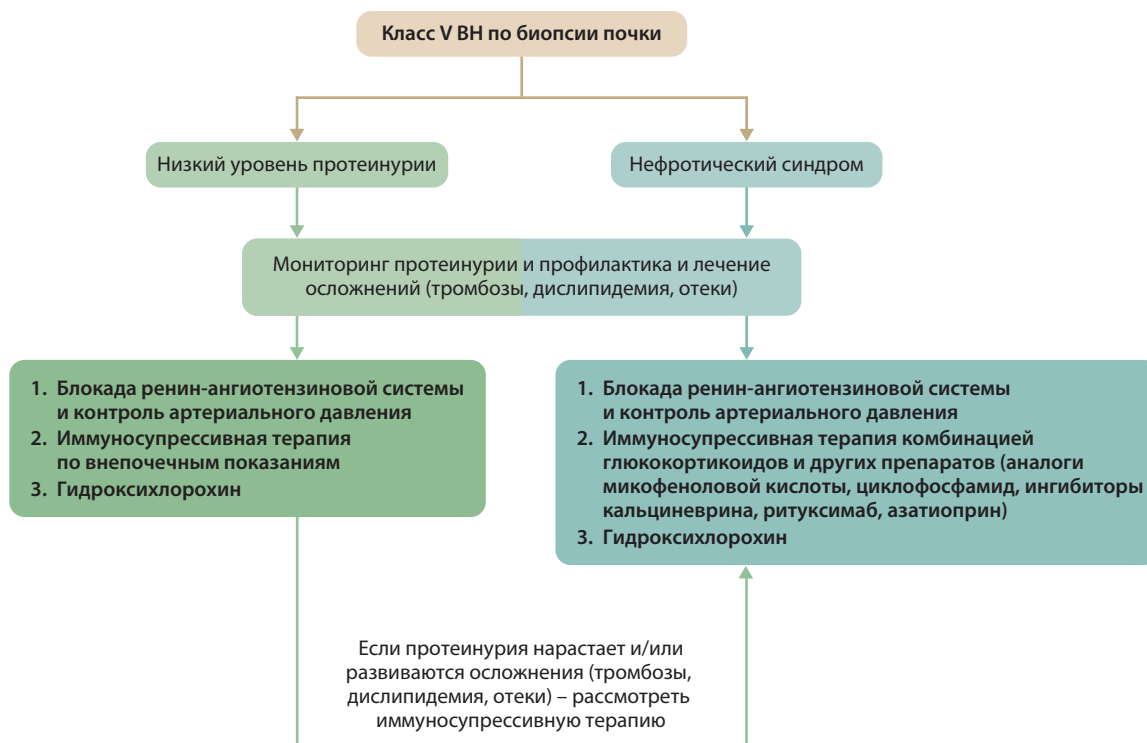 Класс V ВН по биопсии почки
Низкий уровень протеинурии
Нефротический синдром
Мониторинг протеинурии и профилактика и лечение
осложнений (тромбозы, дислипидемия, отеки)
1. Блокада ренин-ангиотензиновой системы
и контроль артериального давления
2. Иммуносупрессивная терапия
по внепочечным показаниям
3. Гидроксихлорохин
1. Блокада ренин-ангиотензиновой системы
и контроль артериального давления
2. Иммуносупрессивная терапия комбинацией
глюкокортикоидов и других препаратов (аналоги
микофеноловой кислоты, циклофосфамид, ингибиторы
кальциневрина, ритуксимаб, азатиоприн)
3. Гидроксихлорохин
Если протеинурия нарастает и/или
развиваются осложнения (тромбозы,
дислипидемия, отеки) – рассмотреть
иммуносупрессивную терапию